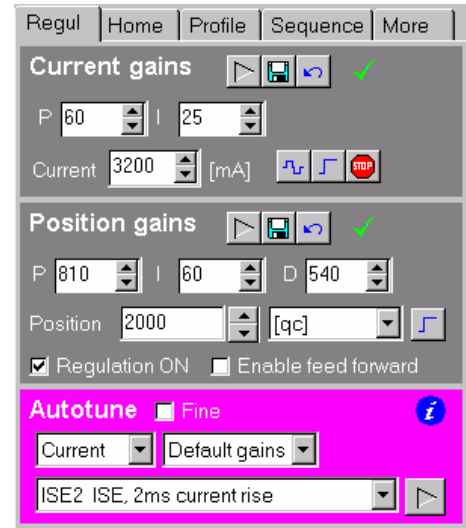 Regul Home Profile Sequence More
Current gains
P 60 I 25
Current 3200 [mA] STOP
Position gains
P 810 I 60 D 540
Position 2000 [qc]
Regulation ON Enable feed forward
Autotune Fine i
Current Default gains
ISE2 ISE, 2ms current rise